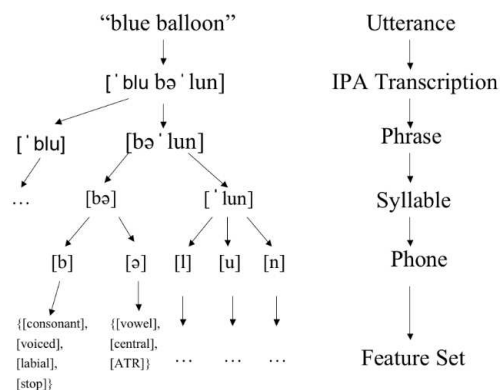 “blue balloon” Utterance
[ˈblu bəˈlun] IPA Transcription
[ˈblu] [bəˈlun] Phrase
… [bə] [ˈlun] Syllable
[b] [ə] [l] [u] [n] Phone
{[consonant],
[voiced],
[labial],
[stop]}
{[vowel],
[central],
[ATR]}
… … … Feature Set